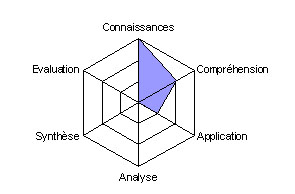 Connaissances
Evaluation
Compréhension
Synthèse
Application
Analyse